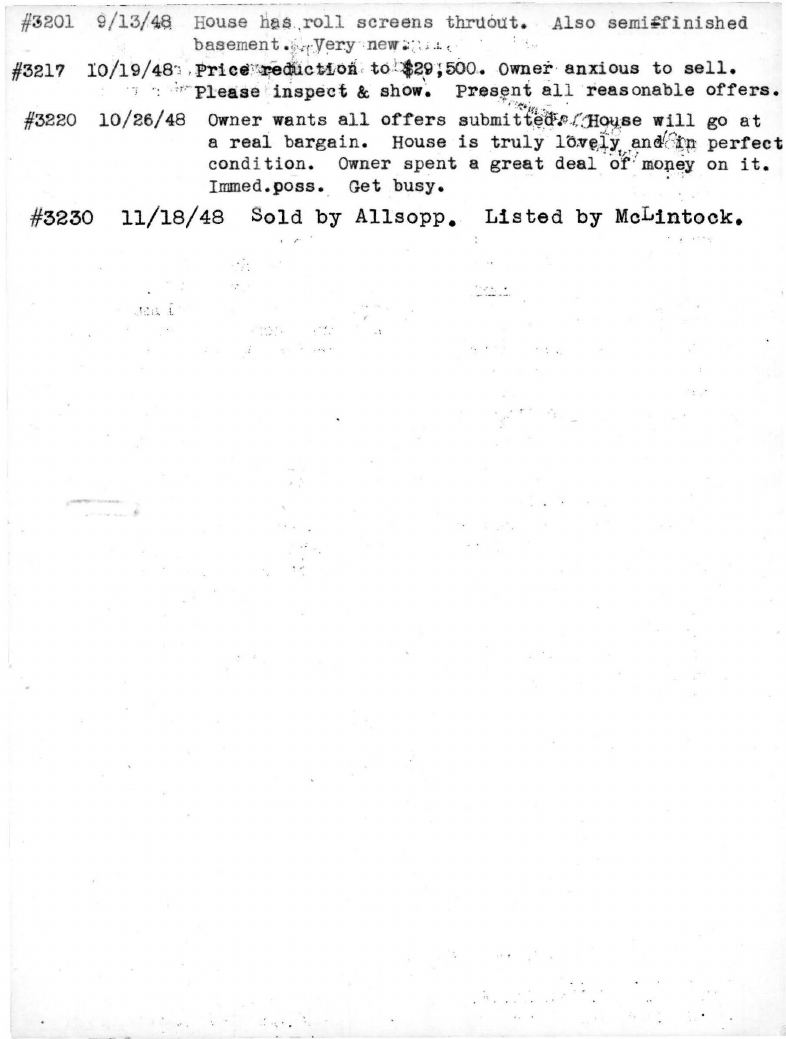 #3201 9/13/48 House has roll screens thruout. Also semi-finished
basement. Very new.
#3217 10/19/48 Price reduction to $29,500. Owner anxious to sell.
Please inspect & show. Present all reasonable offers.
#3220 10/26/48 Owner wants all offers submitted. House will go at
a real bargain. House is truly lovely and in perfect
condition. Owner spent a great deal of money on it.
Immed.poss. Get busy.
#3230 11/18/48 Sold by Allsopp. Listed by McLintock.